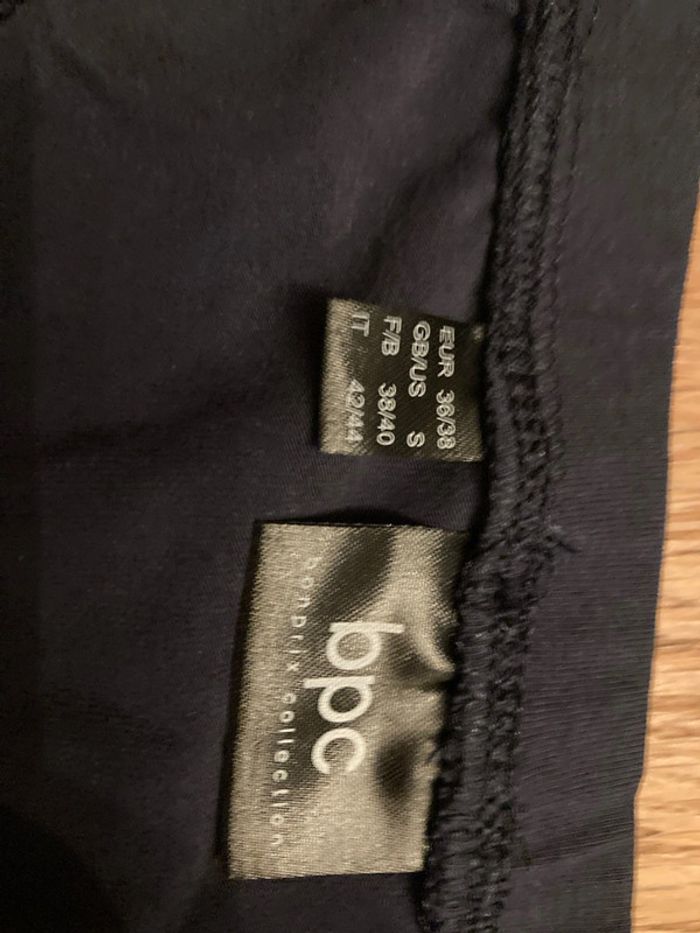 EUR 36/38
GB/US S
F/B 38/40
IT 42/44
bpc
bonprix collection